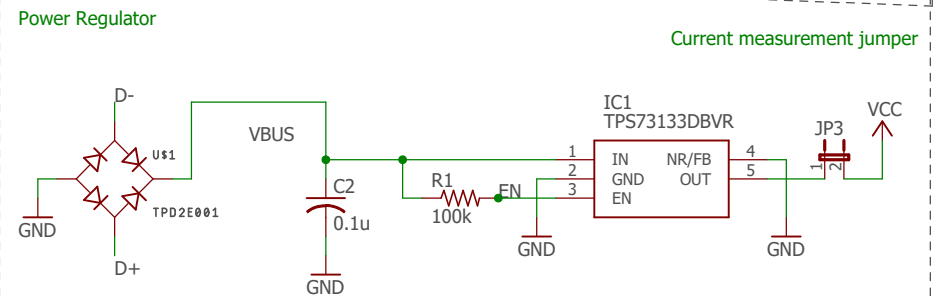 Power Regulator
Current measurement jumper
D-
U$1
TPD2E001
GND
D+
VBUS
C2
0.1u
GND
R1
100k
EN
GND
IC1
TPS73133DBVR
1 IN NR/FB 4
2 GND OUT 5
3 EN
GND
JP3
1 2
VCC